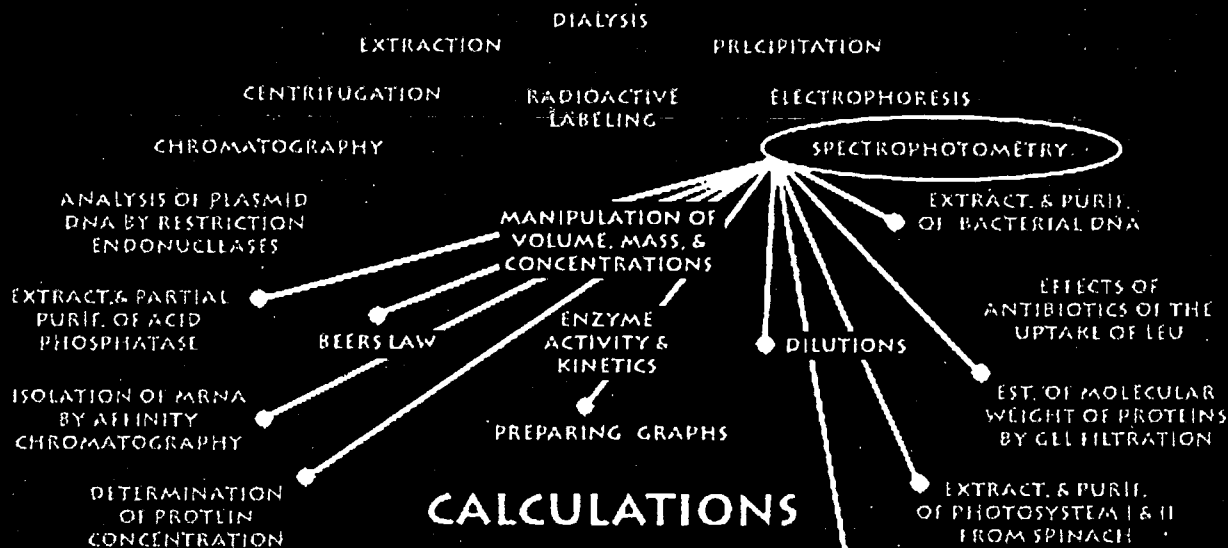 DIALYSIS
EXTRACTION
PRECIPITATION
CENTRIFUGATION
RADIOACTIVE
LABELING
ELECTROPHORESIS
CHROMATOGRAPHY
SPECTROPHOTOMETRY
ANALYSIS OF PLASMID
DNA BY RESTRICTION
ENDONUCLEASES
MANIPULATION OF
VOLUME, MASS, &
CONCENTRATIONS
EXTRACT. & PURIF.
OF BACTERIAL DNA
EXTRACT. & PARTIAL
PURIF. OF ACID
PHOSPHATASE
BEERS LAW
ENZYME
ACTIVITY &
KINETICS
DILUTIONS
EFFECTS OF
ANTIBIOTICS OF THE
UPTAKE OF LEU
ISOLATION OF MRNA
BY AFFINITY
CHROMATOGRAPHY
PREPARING GRAPHS
EST. OF MOLECULAR
WEIGHT OF PROTEINS
BY GEL FILTRATION
DETERMINATION
OF PROTEIN
CONCENTRATION
CALCULATIONS
EXTRACT. & PURIF.
OF PHOTOSYSTEM I & II
FROM SPINACH